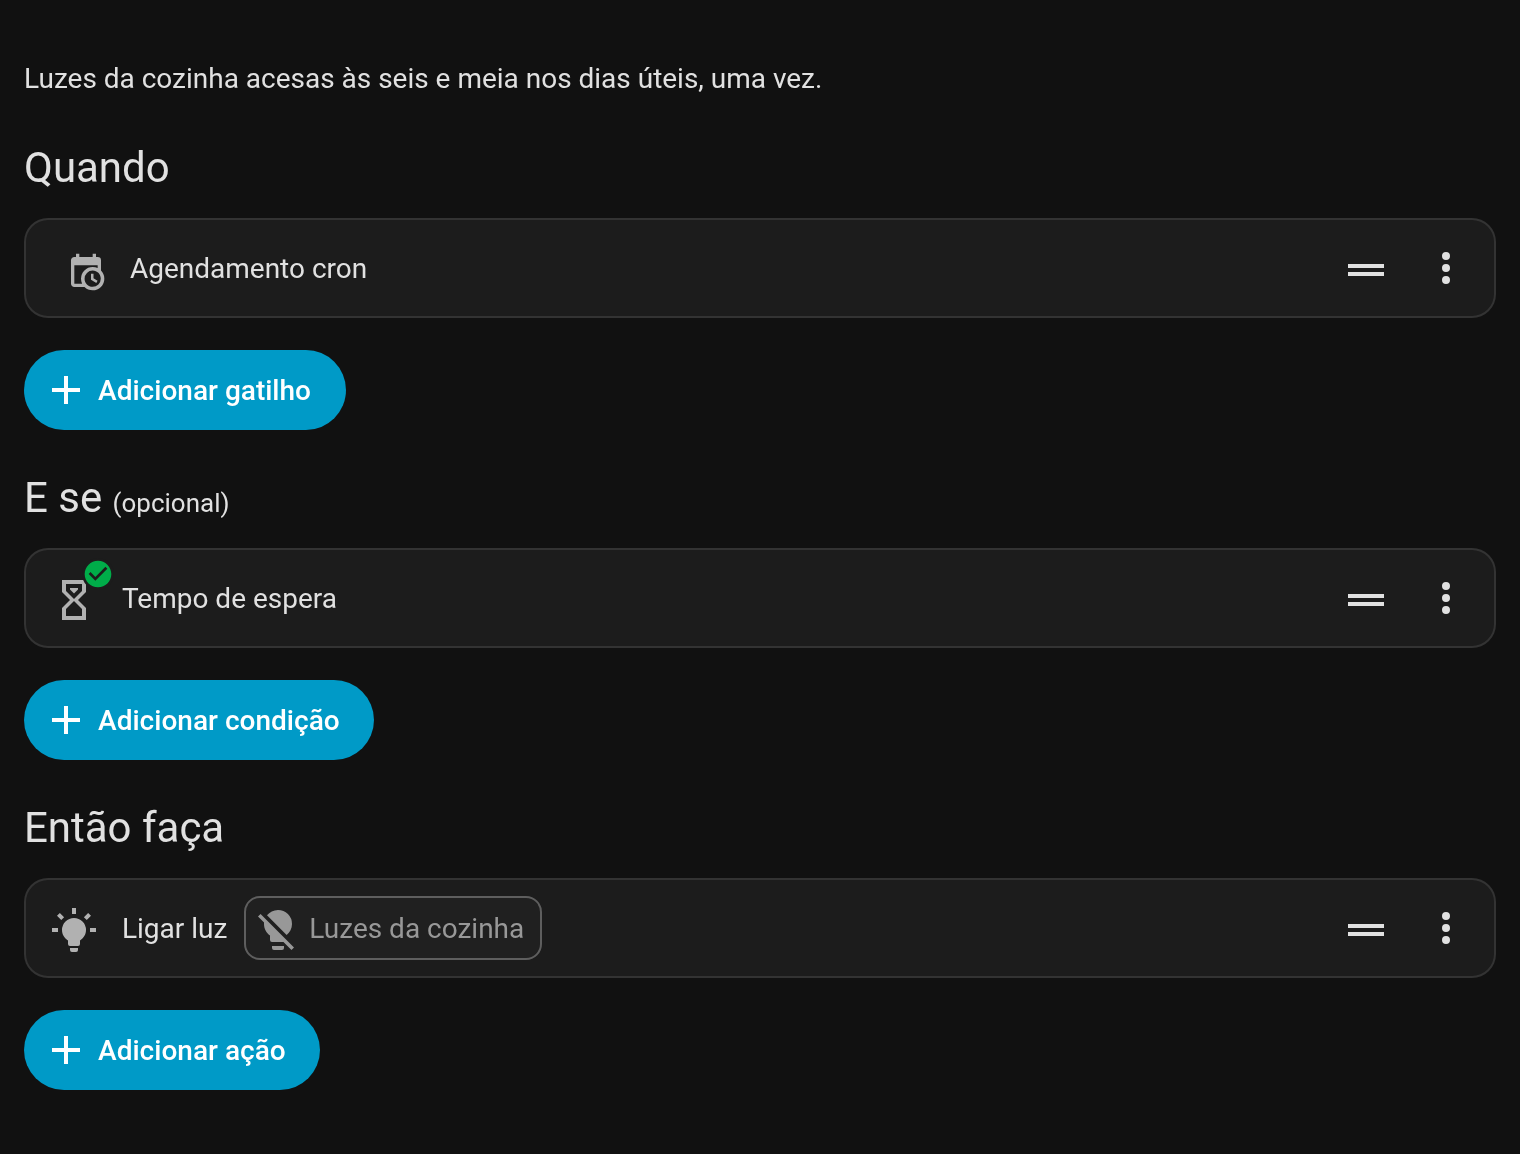 Luzes da cozinha acesas às seis e meia nos dias úteis, uma vez.
Quando
Agendamento cron
Adicionar gatilho
E se (opcional)
Tempo de espera
Adicionar condição
Então faça
Ligar luz Luzes da cozinha
Adicionar ação